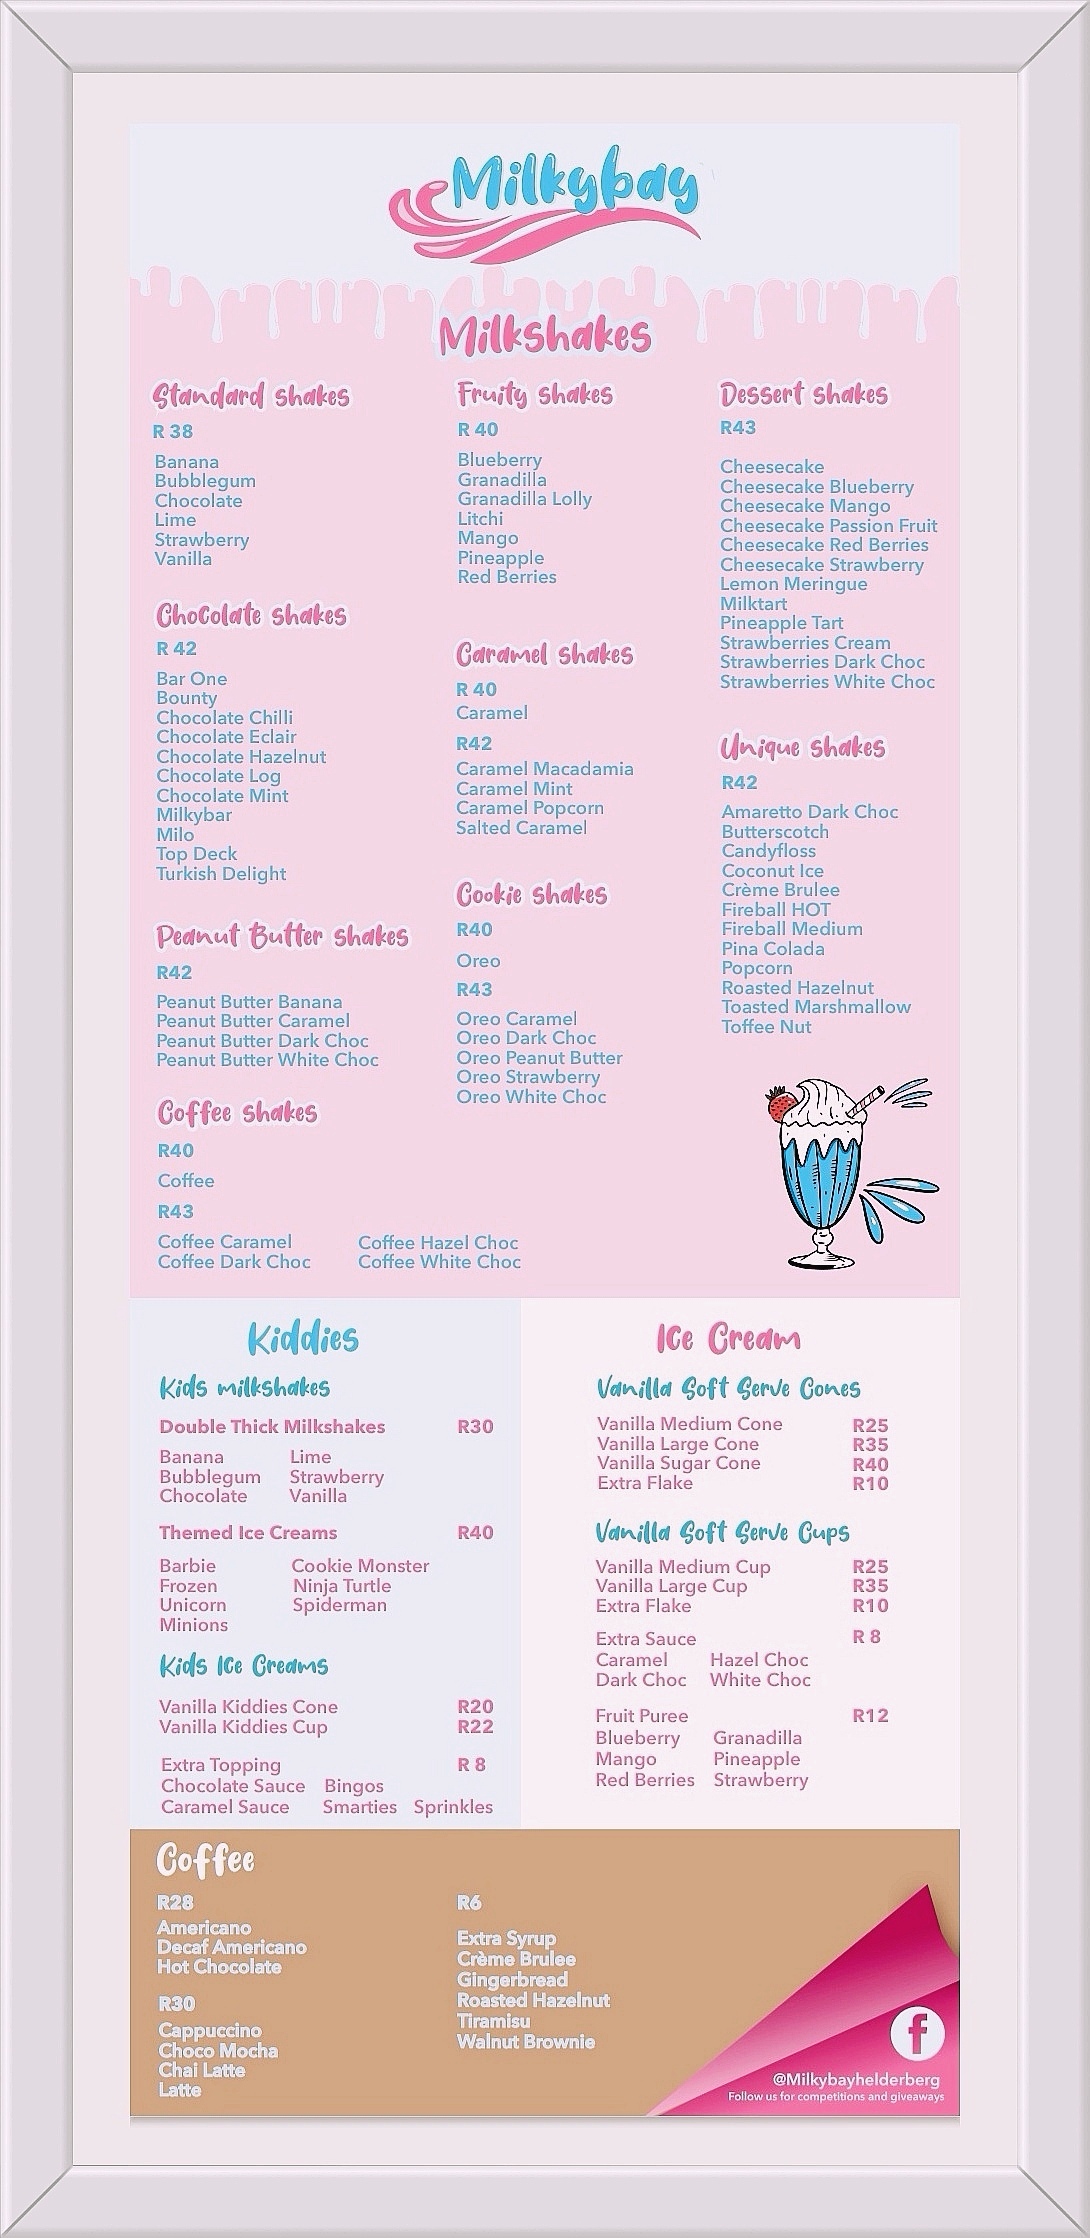 Milkybay
Milkshakes
Standard shakes
R 38
Banana
Bubblegum
Chocolate
Lime
Strawberry
Vanilla
Chocolate shakes
R 42
Bar One
Bounty
Chocolate Chilli
Chocolate Eclair
Chocolate Hazelnut
Chocolate Log
Chocolate Mint
Milkybar
Milo
Top Deck
Turkish Delight
Peanut Butter shakes
R42
Peanut Butter Banana
Peanut Butter Caramel
Peanut Butter Dark Choc
Peanut Butter White Choc
Coffee shakes
R40
Coffee
R43
Coffee Caramel Coffee Hazel Choc
Coffee Dark Choc Coffee White Choc
Fruity shakes
R 40
Blueberry
Granadilla
Granadilla Lolly
Litchi
Mango
Pineapple
Red Berries
Caramel shakes
R 40
Caramel
R42
Caramel Macadamia
Caramel Mint
Caramel Popcorn
Salted Caramel
Cookie shakes
R40
Oreo
R43
Oreo Caramel
Oreo Dark Choc
Oreo Peanut Butter
Oreo Strawberry
Oreo White Choc
Dessert shakes
R43
Cheesecake
Cheesecake Blueberry
Cheesecake Mango
Cheesecake Passion Fruit
Cheesecake Red Berries
Cheesecake Strawberry
Lemon Meringue
Milktart
Pineapple Tart
Strawberries Cream
Strawberries Dark Choc
Strawberries White Choc
Unique shakes
R42
Amaretto Dark Choc
Butterscotch
Candyfloss
Coconut Ice
Crème Brulee
Fireball HOT
Fireball Medium
Pina Colada
Popcorn
Roasted Hazelnut
Toasted Marshmallow
Toffee Nut
Kiddies
Kids milkshakes
Double Thick Milkshakes R30
Banana Lime
Bubblegum Strawberry
Chocolate Vanilla
Themed Ice Creams R40
Barbie Cookie Monster
Frozen Ninja Turtle
Unicorn Spiderman
Minions
Kids Ice Creams
Vanilla Kiddies Cone R20
Vanilla Kiddies Cup R22
Extra Topping R 8
Chocolate Sauce Bingos
Caramel Sauce Smarties Sprinkles
Ice Cream
Vanilla Soft Serve Cones
Vanilla Medium Cone R25
Vanilla Large Cone R35
Vanilla Sugar Cone R40
Extra Flake R10
Vanilla Soft Serve Cups
Vanilla Medium Cup R25
Vanilla Large Cup R35
Extra Flake R10
Extra Sauce R 8
Caramel Hazel Choc
Dark Choc White Choc
Fruit Puree R12
Blueberry Granadilla
Mango Pineapple
Red Berries Strawberry
Coffee
R28
Americano
Decaf Americano
Hot Chocolate
R30
Cappuccino
Choco Mocha
Chai Latte
Latte
R6
Extra Syrup
Crème Brulee
Gingerbread
Roasted Hazelnut
Tiramisu
Walnut Brownie
f
@Milkybayhelderberg
Follow us for competitions and giveaways